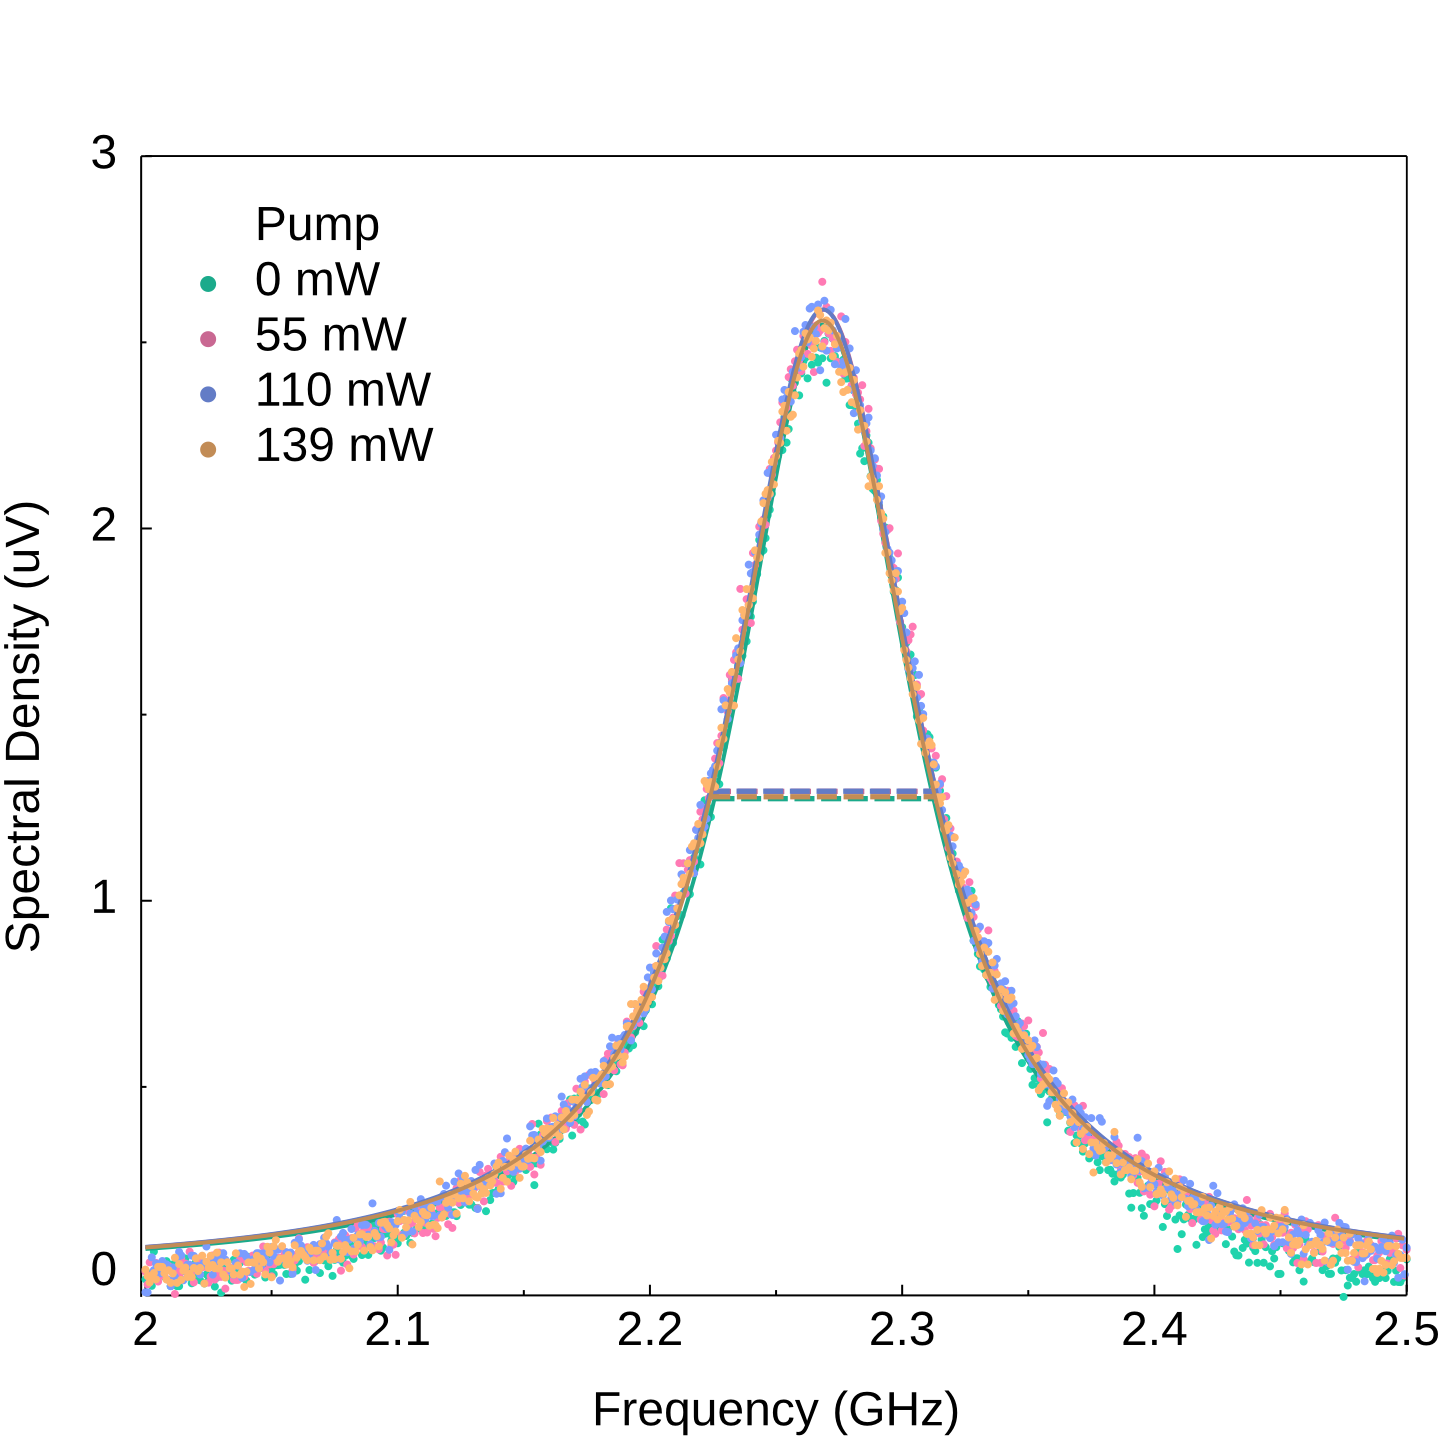 3
Pump
0 mW
55 mW
110 mW
139 mW
2
Spectral Density (uV)
1
0
2 2.1 2.2 2.3 2.4 2.5
Frequency (GHz)